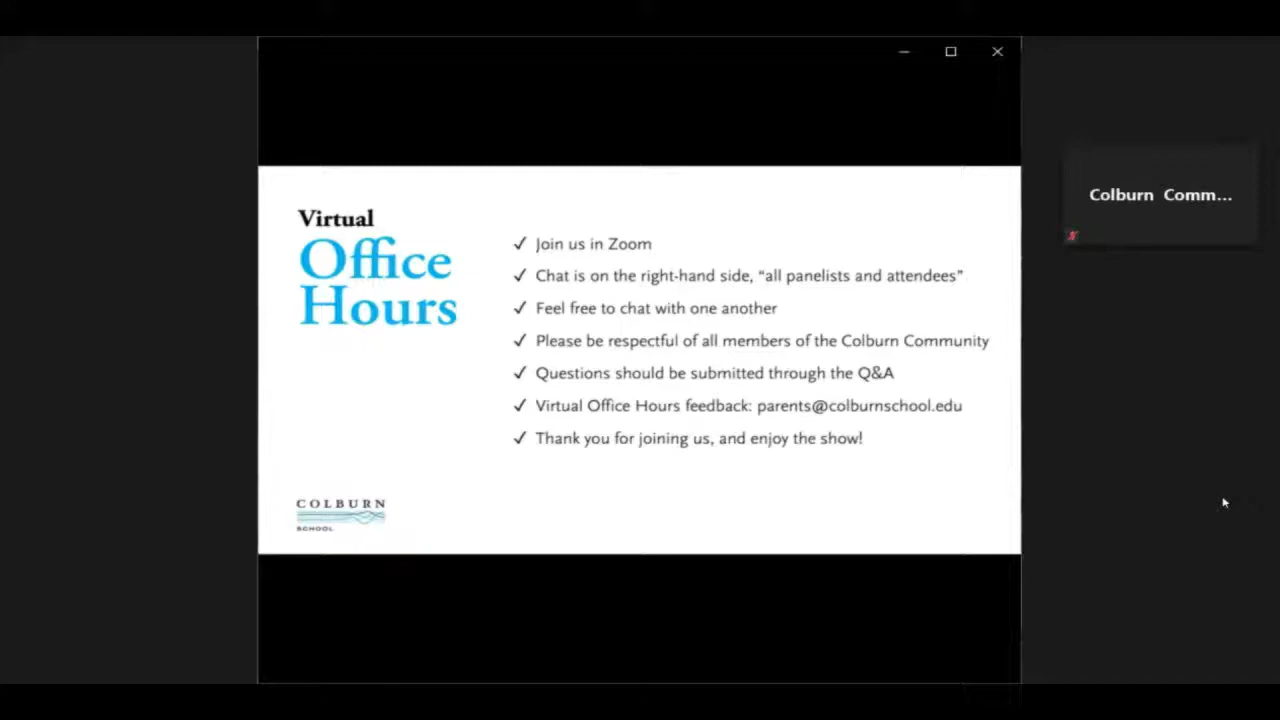 Virtual
Office
Hours
✓ Join us in Zoom
✓ Chat is on the right-hand side, “all panelists and attendees”
✓ Feel free to chat with one another
✓ Please be respectful of all members of the Colburn Community
✓ Questions should be submitted through the Q&A
✓ Virtual Office Hours feedback: parents@colburnschool.edu
✓ Thank you for joining us, and enjoy the show!
COLBURN
SCHOOL
Colburn Comm...